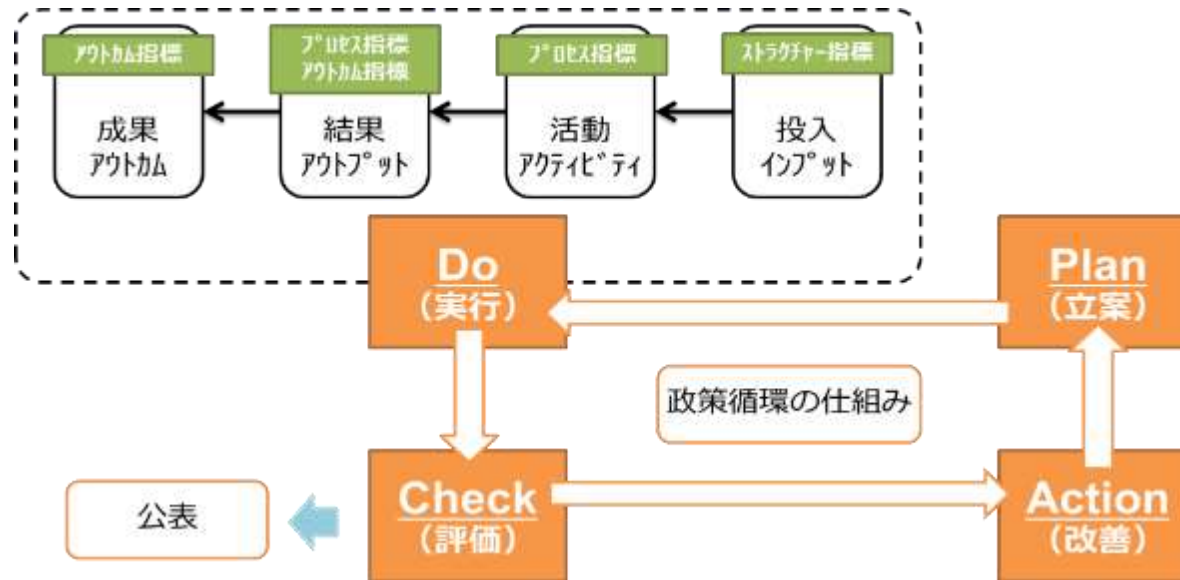 ｱｳﾄｶﾑ指標
成果
ｱｳﾄｶﾑ
ﾌﾟﾛｾｽ指標
ｱｳﾄｶﾑ指標
結果
ｱｳﾄﾌﾟｯﾄ
ﾌﾟﾛｾｽ指標
活動
ｱｸﾃｨﾋﾞﾃｨ
ｽﾄﾗｸﾁｬｰ指標
投入
ｲﾝﾌﾟｯﾄ
Do
(実行)
Plan
(立案)
政策循環の仕組み
公表
Check
(評価)
Action
(改善)